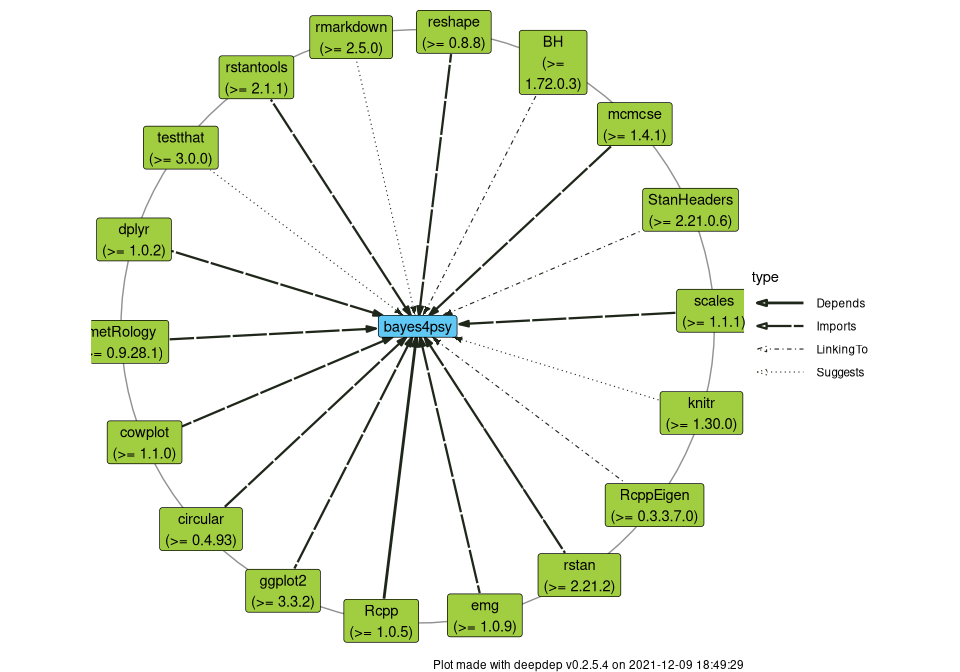 reshape
(>= 0.8.8)
rmarkdown
(>= 2.5.0)
BH
(>=
1.72.0.3)
rstantools
(>= 2.1.1)
mcmcse
(>= 1.4.1)
testthat
(>= 3.0.0)
StanHeaders
(>= 2.21.0.6)
dplyr
(>= 1.0.2)
type
scales
(>= 1.1.1)
Depends
bayes4psy
Imports
metRology
= 0.9.28.1)
LinkingTo
Suggests
knitr
(>= 1.30.0)
cowplot
(>= 1.1.0)
RcppEigen
(>= 0.3.3.7.0)
circular
(>= 0.4.93)
rstan
(>= 2.21.2)
ggplot2
(>= 3.3.2)
emg
(>= 1.0.9)
Rcpp
(>= 1.0.5)
Plot made with deepdep v0.2.5.4 on 2021-12-09 18:49:29